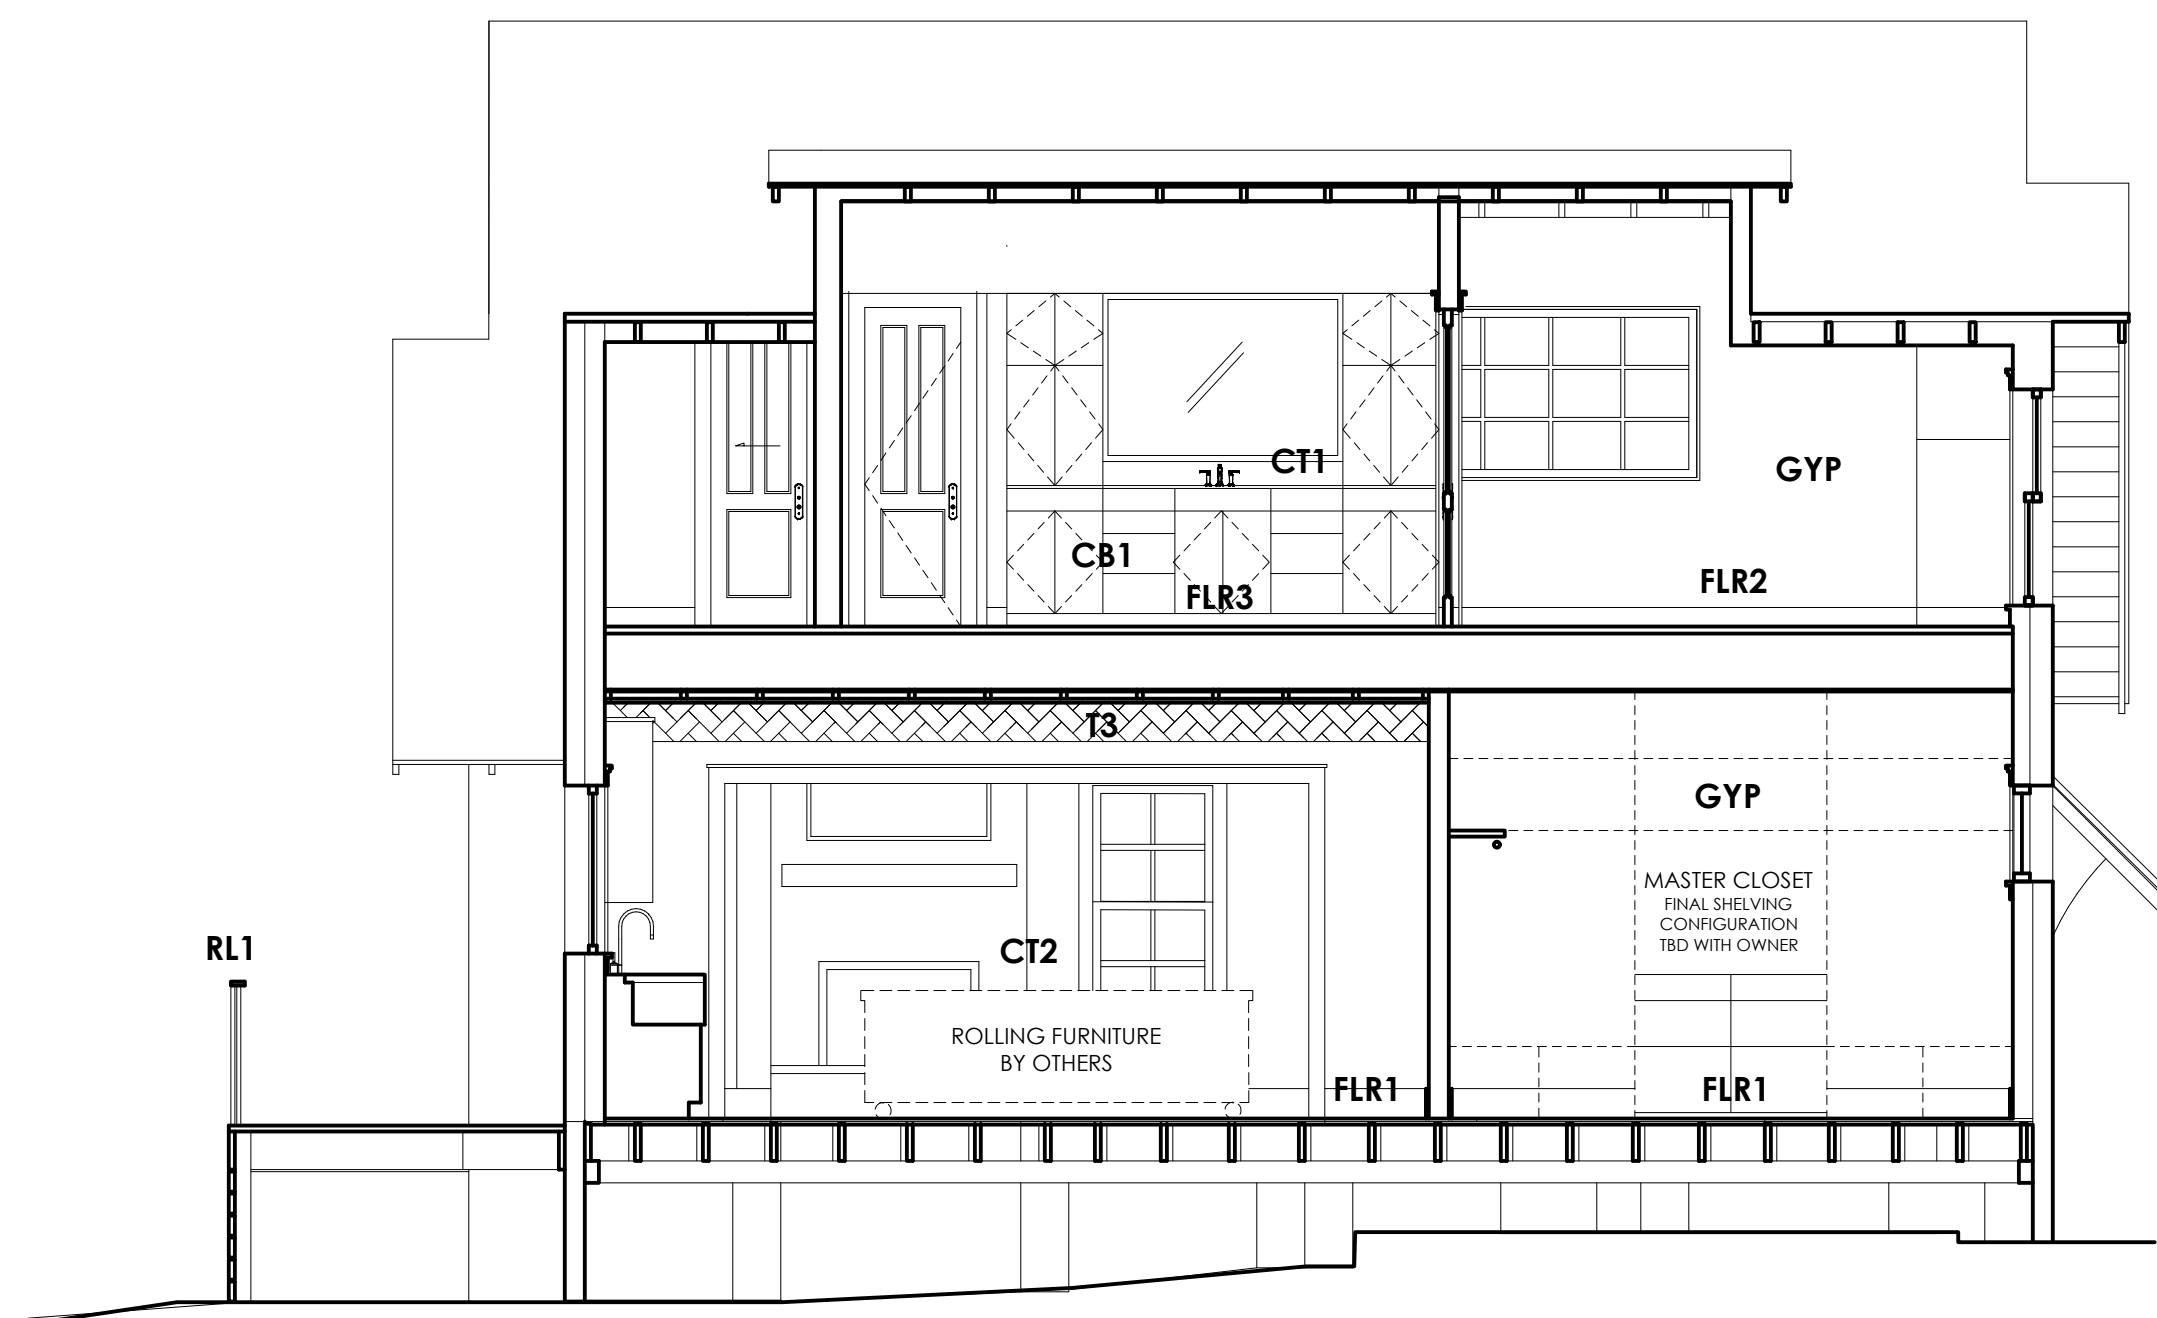 CT1
GYP
CB1
FLR2
FLR3
T3
GYP
MASTER CLOSET
FINAL SHELVING
CONFIGURATION
TBD WITH OWNER
RL1
CT2
ROLLING FURNITURE
BY OTHERS
FLR1
FLR1